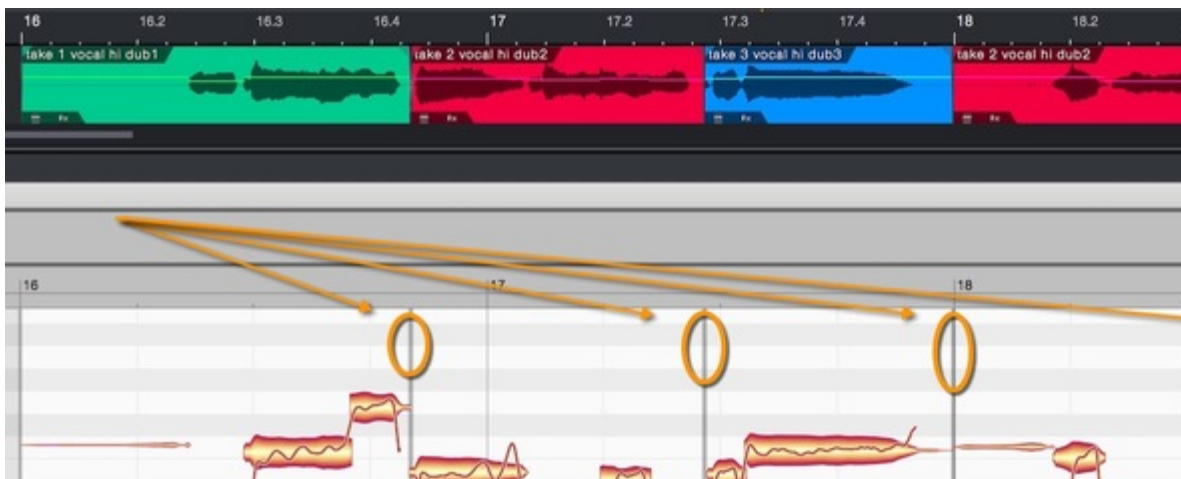 16 16.2 16.3 16.4 17 17.2 17.3 17.4 18 18.2
take 1 vocal hi dub1 take 2 vocal hi dub2 take 3 vocal hi dub3 take 2 vocal hi dub2
16 17 18